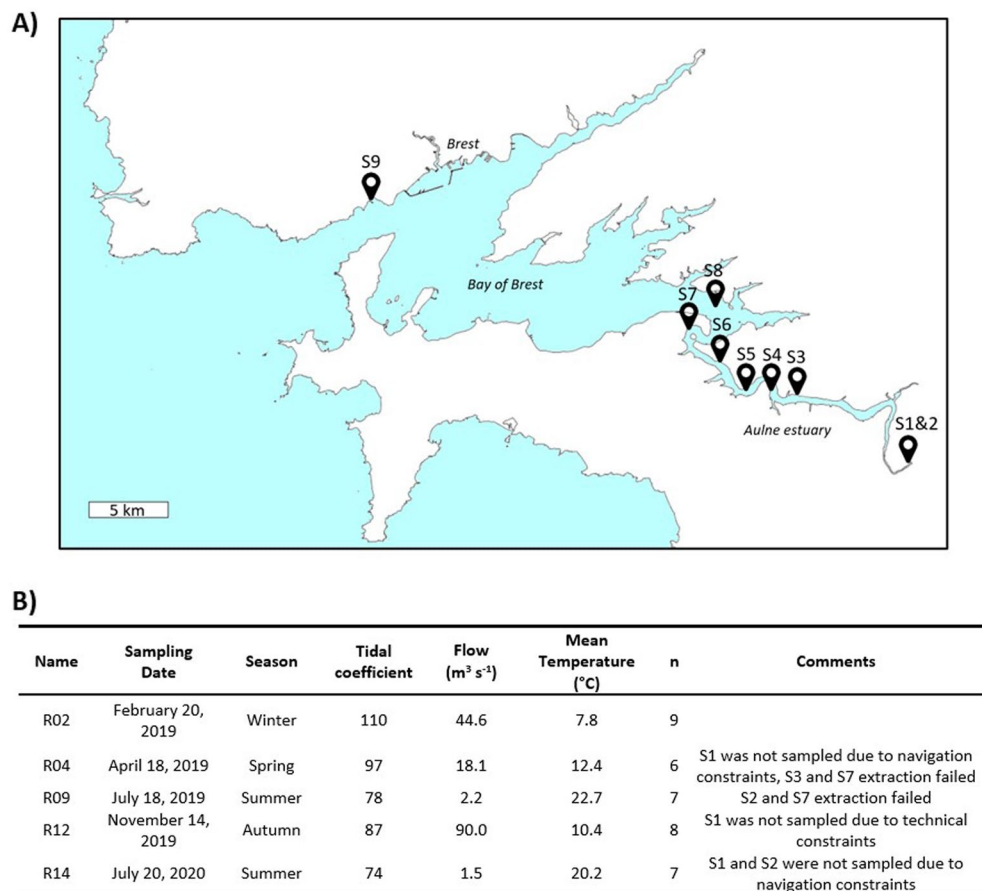 A)
Brest
S9
Bay of Brest
S8
S7
S6
S5 S4 S3
Aulne estuary
S1&2
5 km
B)
Name Sampling Date Season Tidal coefficient Flow (m³ s⁻¹) Mean Temperature (°C) n Comments
R02 February 20, 2019 Winter 110 44.6 7.8 9
R04 April 18, 2019 Spring 97 18.1 12.4 6 S1 was not sampled due to navigation constraints, S3 and S7 extraction failed
R09 July 18, 2019 Summer 78 2.2 22.7 7 S2 and S7 extraction failed
R12 November 14, 2019 Autumn 87 90.0 10.4 8 S1 was not sampled due to technical constraints
R14 July 20, 2020 Summer 74 1.5 20.2 7 S1 and S2 were not sampled due to navigation constraints